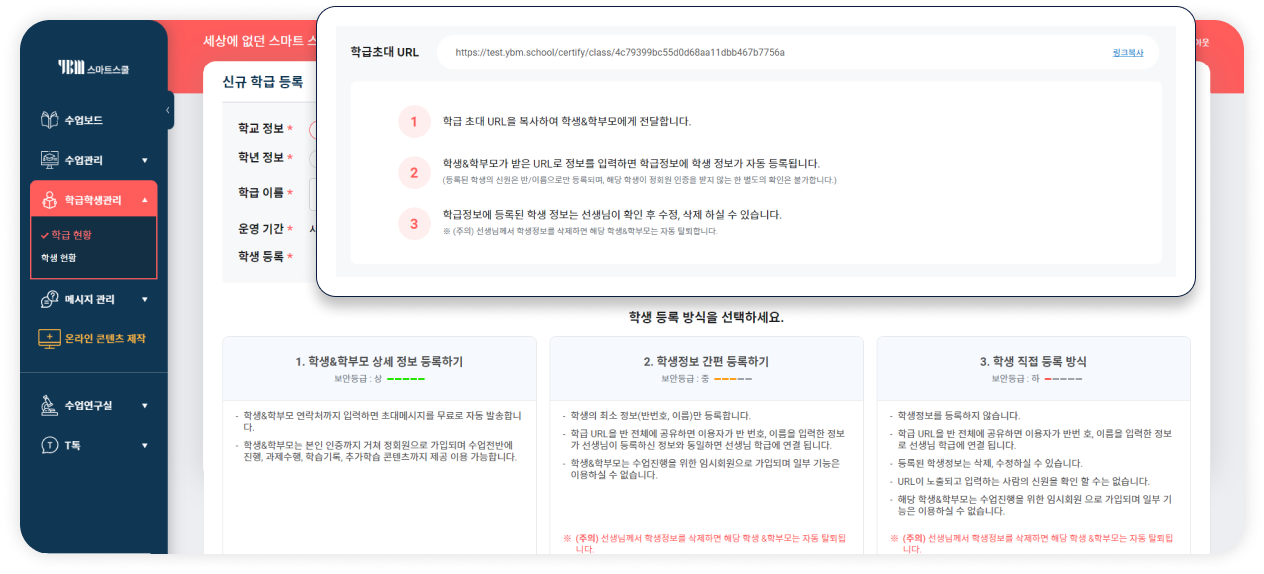 YBM 스마트스쿨
수업보드
수업관리
학급학생관리
학급 현황
학생 현황
메시지 관리
온라인 콘텐츠 제작
수업연구실
T톡
세상에 없던 스마트 스
아웃
신규 학급 등록
학교 정보 *
학년 정보 *
학급 이름 *
운영 기간 *
학생 등록 *
학급초대 URL
https://test.ybm.school/certify/class/4c79399bc55d0d68aa11dbb467b7756a
링크복사
1 학급 초대 URL을 복사하여 학생&학부모에게 전달합니다.
2 학생&학부모가 받은 URL로 정보를 입력하면 학급정보에 학생 정보가 자동 등록됩니다.
(등록된 학생의 신원은 반/이름으로만 등록되며, 해당 학생이 정회원 인증을 받지 않는 한 별도의 확인은 불가합니다.)
3 학급정보에 등록된 학생 정보는 선생님이 확인 후 수정, 삭제 하실 수 있습니다.
※ (주의) 선생님께서 학생정보를 삭제하면 해당 학생&학부모는 자동 탈퇴합니다.
학생 등록 방식을 선택하세요.
1. 학생&학부모 상세 정보 등록하기
보안등급 : 상
- 학생&학부모 연락처까지 입력하면 초대메시지를 무료로 자동 발송합니
다.
- 학생&학부모는 본인 인증까지 거쳐 정회원으로 가입되며 수업전반에
진행, 과제수행, 학습기록, 추가학습 콘텐츠까지 제공 이용 가능합니다.
2. 학생정보 간편 등록하기
보안등급 : 중
- 학생의 최소 정보(반번호, 이름)만 등록합니다.
- 학급 URL을 반 전체에 공유하면 이용자가 반 번호, 이름을 입력한 정보
가 선생님이 등록하신 정보와 동일하면 선생님 학급에 연결 됩니다.
- 학생&학부모는 수업진행을 위한 임시회원으로 가입되며 일부 기능은
이용하실 수 없습니다.
※ (주의) 선생님께서 학생정보를 삭제하면 해당 학생 &학부모는 자동 탈퇴됩
니다.
3. 학생 직접 등록 방식
보안등급 : 하
- 학생정보를 등록하지 않습니다.
- 학급 URL을 반 전체에 공유하면 이용자가 반번 호, 이름을 입력한 정보
로 선생님 학급에 연결 됩니다.
- 등록된 학생정보는 삭제, 수정하실 수 있습니다.
- URL이 노출되고 입력하는 사람의 신원을 확인 할 수는 없습니다.
- 해당 학생&학부모는 수업진행을 위한 임시회원 으로 가입되며 일부 기
능은 이용하실 수 없습니다.
※ (주의) 선생님께서 학생정보를 삭제하면 해당 학생 &학부모는 자동 탈퇴됩
니다.